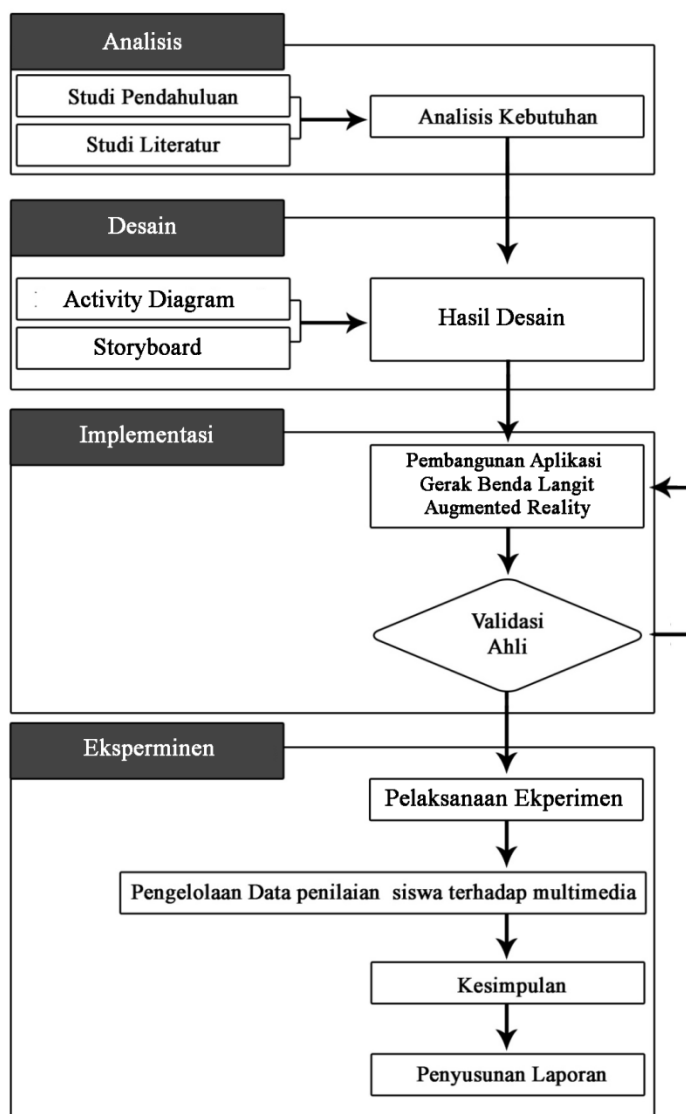 Analisis
Studi Pendahuluan
Studi Literatur
Analisis Kebutuhan
Desain
Activity Diagram
Storyboard
Hasil Desain
Implementasi
Pembangunan Aplikasi
Gerak Benda Langit
Augmented Reality
Validasi
Ahli
Eksperminen
Pelaksanaan Ekperimen
Pengelolaan Data penilaian siswa terhadap multimedia
Kesimpulan
Penyusunan Laporan